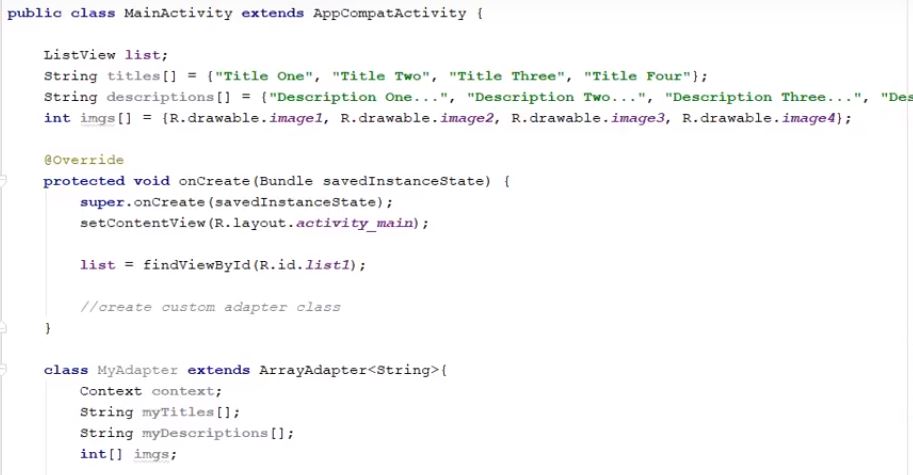 public class MainActivity extends AppCompatActivity {
ListView list;
String titles[] = {"Title One", "Title Two", "Title Three", "Title Four"};
String descriptions[] = {"Description One...", "Description Two...", "Description Three...", "Des
int imgs[] = {R.drawable.image1, R.drawable.image2, R.drawable.image3, R.drawable.image4};
@Override
protected void onCreate(Bundle savedInstanceState) {
super.onCreate(savedInstanceState);
setContentView(R.layout.activity_main);
list = findViewById(R.id.list1);
//create custom adapter class
}
class MyAdapter extends ArrayAdapter<String>{
Context context;
String myTitles[];
String myDescriptions[];
int[] imgs;